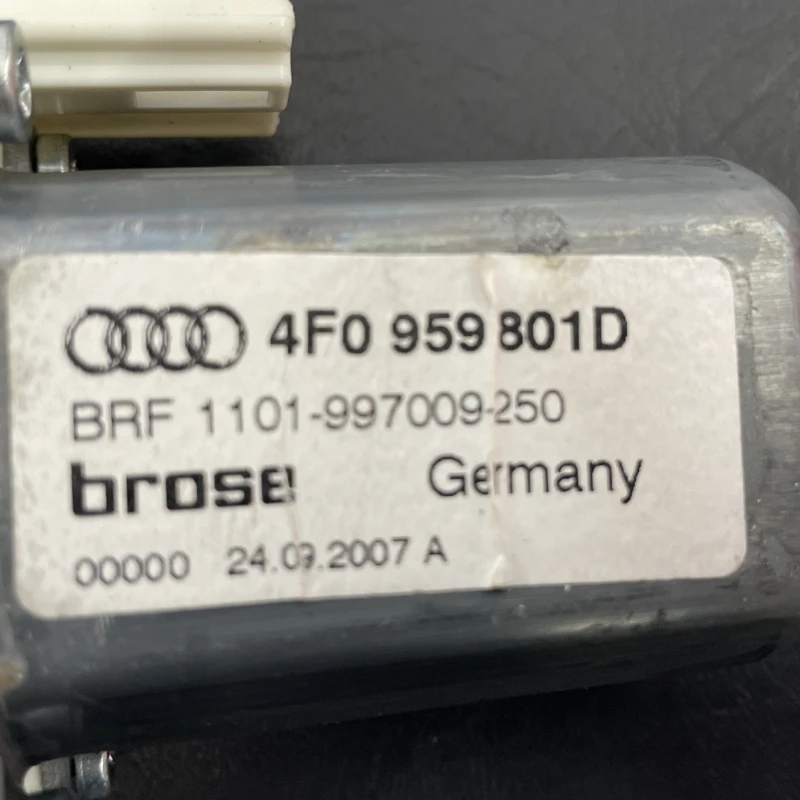 4F0 959 801D
BRF 1101-997009-250
brose Germany
00000 24.09.2007 A